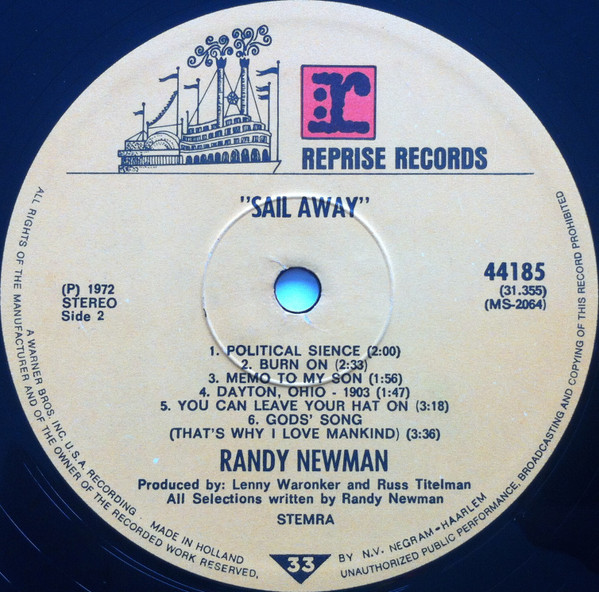 r
REPRISE RECORDS
"SAIL AWAY"
(P) 1972
STEREO
Side 2
44185
(31.355)
(MS-2064)
1. POLITICAL SIENCE (2:00)
2. BURN ON (2:33)
3. MEMO TO MY SON (1:56)
4. DAYTON, OHIO - 1903 (1:47)
5. YOU CAN LEAVE YOUR HAT ON (3:18)
6. GODS' SONG
(THAT'S WHY I LOVE MANKIND) (3:36)
RANDY NEWMAN
Produced by: Lenny Waronker and Russ Titelman
All Selections written by Randy Newman
STEMRA
33
ALL RIGHTS OF THE MANUFACTURER AND OF THE OWNER OF THE RECORDED WORK RESERVED.
UNAUTHORIZED PUBLIC PERFORMANCE, BROADCASTING AND COPYING OF THIS RECORD PROHIBITED
A WARNER BROS. INC. U.S.A. RECORDING. MADE IN HOLLAND
BY N.V. NEGRAM-HAARLEM